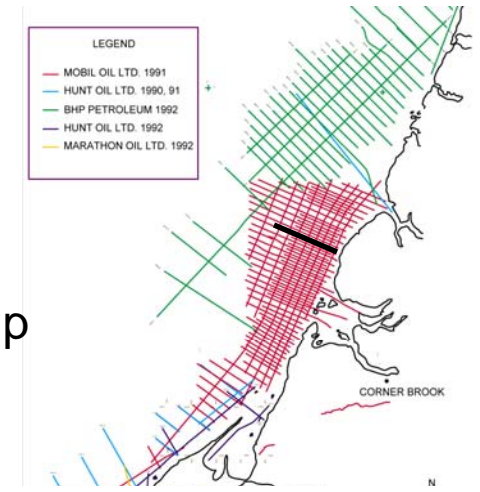 LEGEND
MOBIL OIL LTD. 1991
HUNT OIL LTD. 1990, 91
BHP PETROLEUM 1992
HUNT OIL LTD. 1992
MARATHON OIL LTD. 1992
p
CORNER BROOK
N